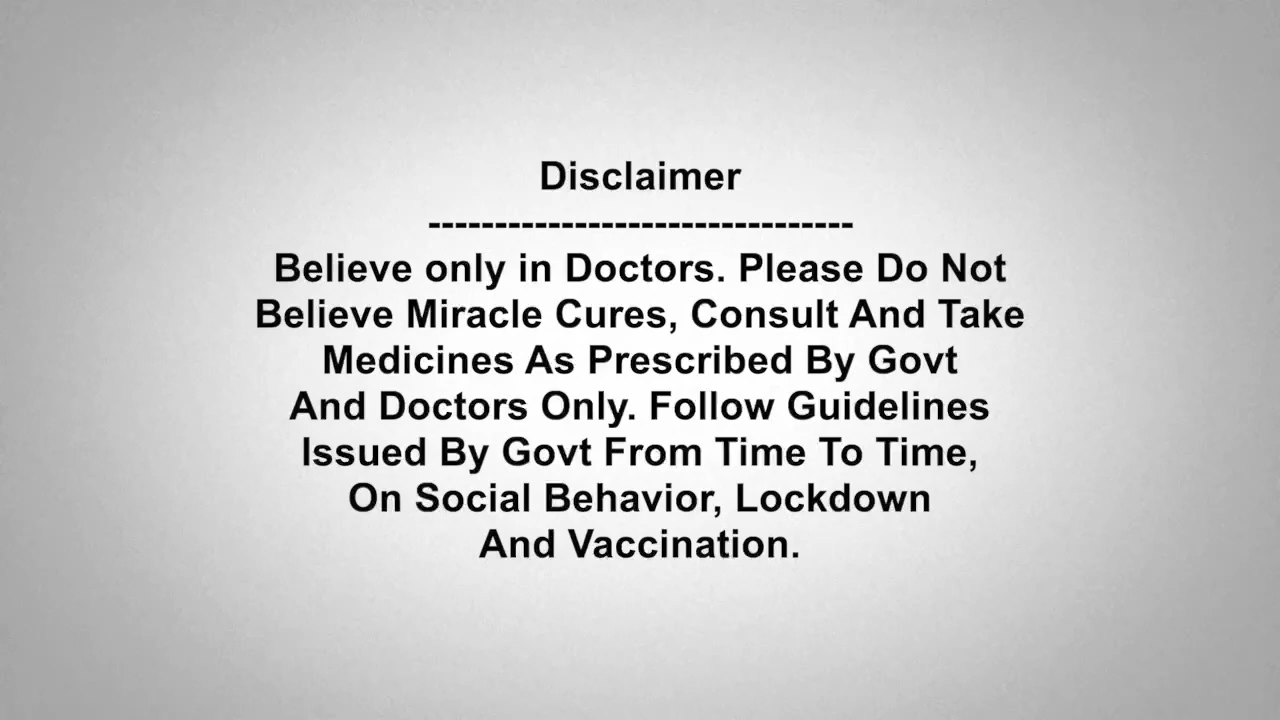 Disclaimer
--------------------------------
Believe only in Doctors. Please Do Not
Believe Miracle Cures, Consult And Take
Medicines As Prescribed By Govt
And Doctors Only. Follow Guidelines
Issued By Govt From Time To Time,
On Social Behavior, Lockdown
And Vaccination.